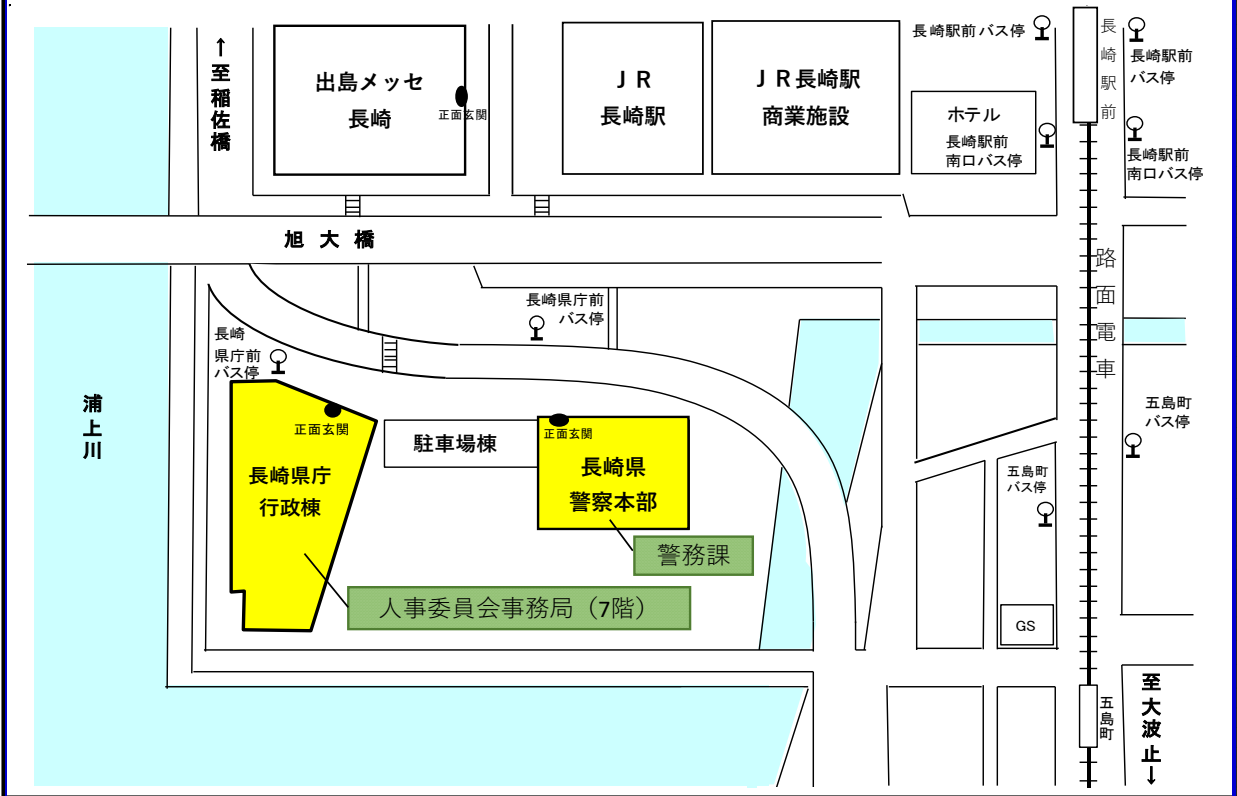 ↑至稲佐橋
出島メッセ
長崎
正面玄関
ＪＲ
長崎駅
ＪＲ長崎駅
商業施設
長崎駅前バス停
ホテル
長崎駅前
南口バス停
長崎駅前
長崎駅前
バス停
長崎駅前
南口バス停
旭大橋
路面電車
長崎県庁前
バス停
長崎
県庁前
バス停
浦上川
正面玄関
長崎県庁
行政棟
駐車場棟
正面玄関
長崎県
警察本部
警務課
人事委員会事務局（7階）
五島町
バス停
五島町
バス停
GS
五島町
至大波止↓